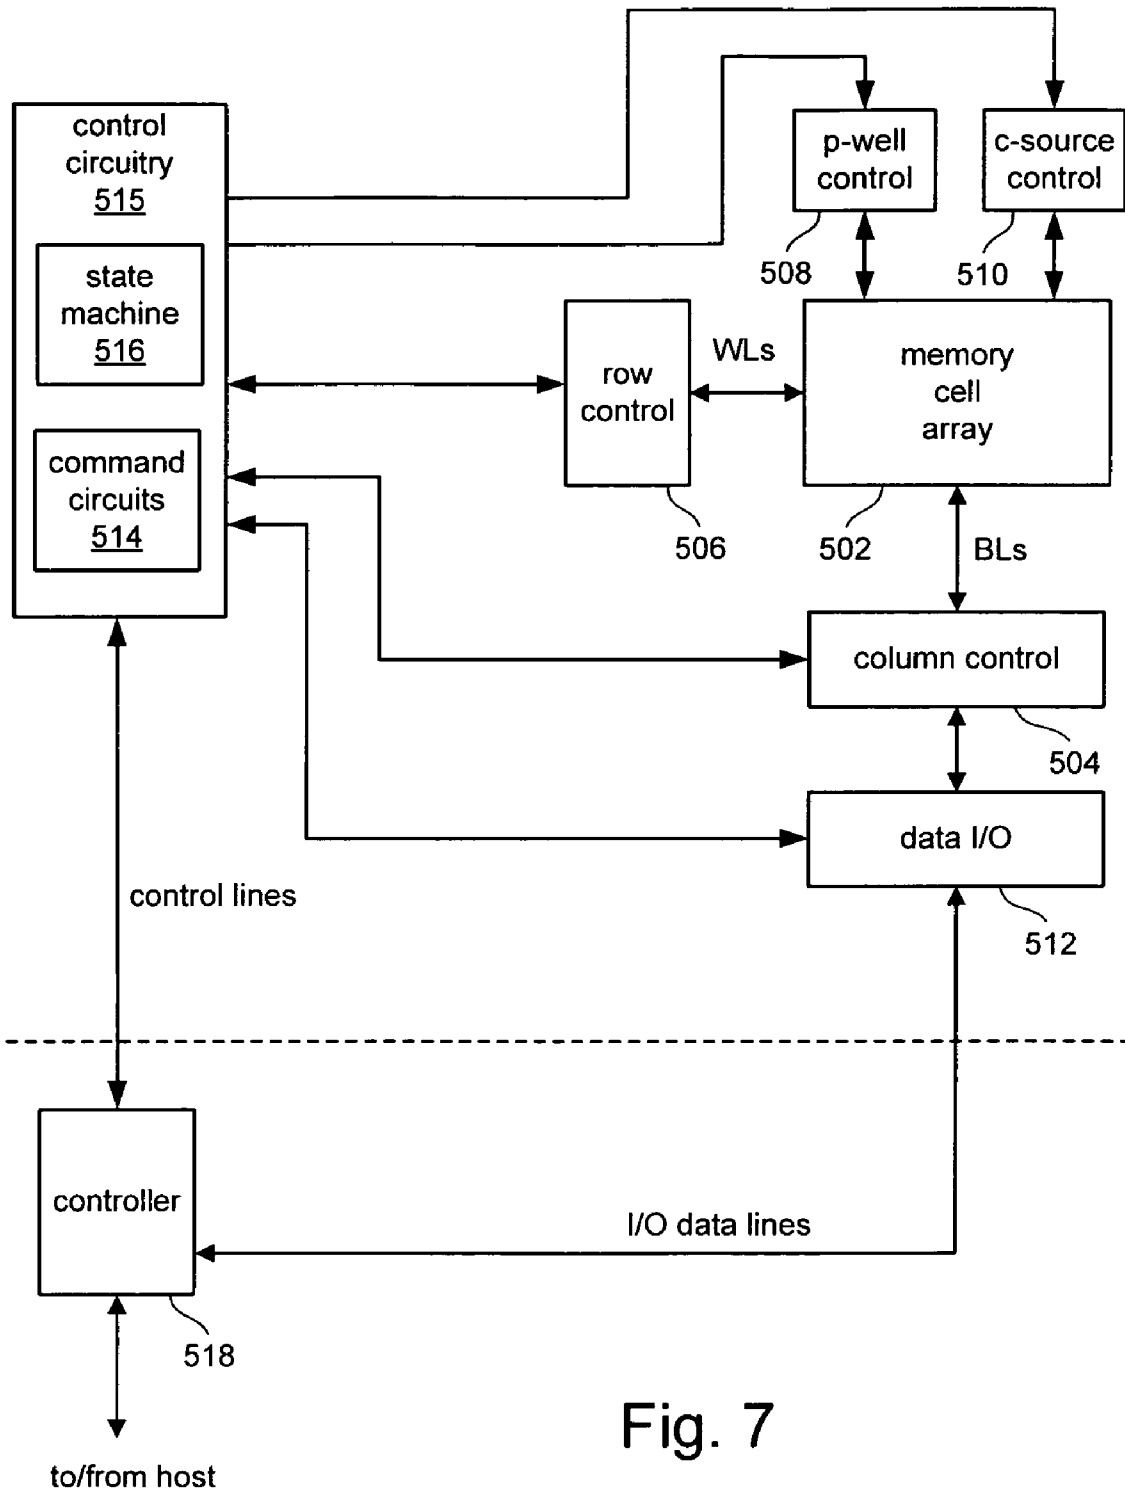 control
circuitry
515
state
machine
516
command
circuits
514
p-well
control
508
c-source
control
510
row
control
506
WLs
memory
cell
array
502
BLs
column control
504
data I/O
512
control lines
controller
518
I/O data lines
to/from host
Fig. 7